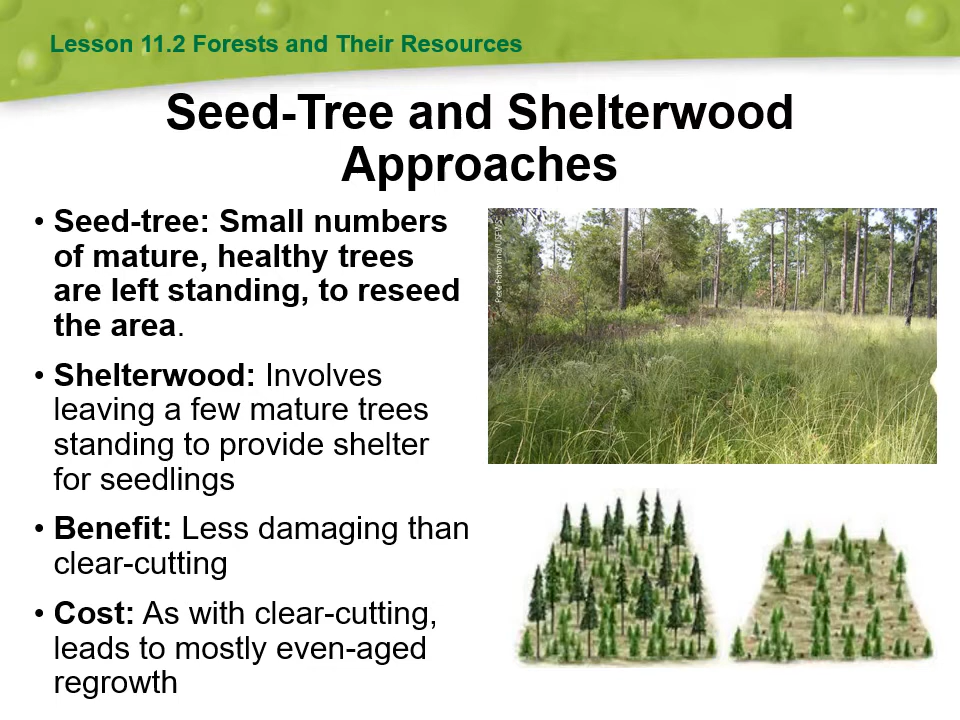 Lesson 11.2 Forests and Their Resources
Seed-Tree and Shelterwood
Approaches
• Seed-tree: Small numbers
of mature, healthy trees
are left standing, to reseed
the area.
• Shelterwood: Involves
leaving a few mature trees
standing to provide shelter
for seedlings
• Benefit: Less damaging than
clear-cutting
• Cost: As with clear-cutting,
leads to mostly even-aged
regrowth